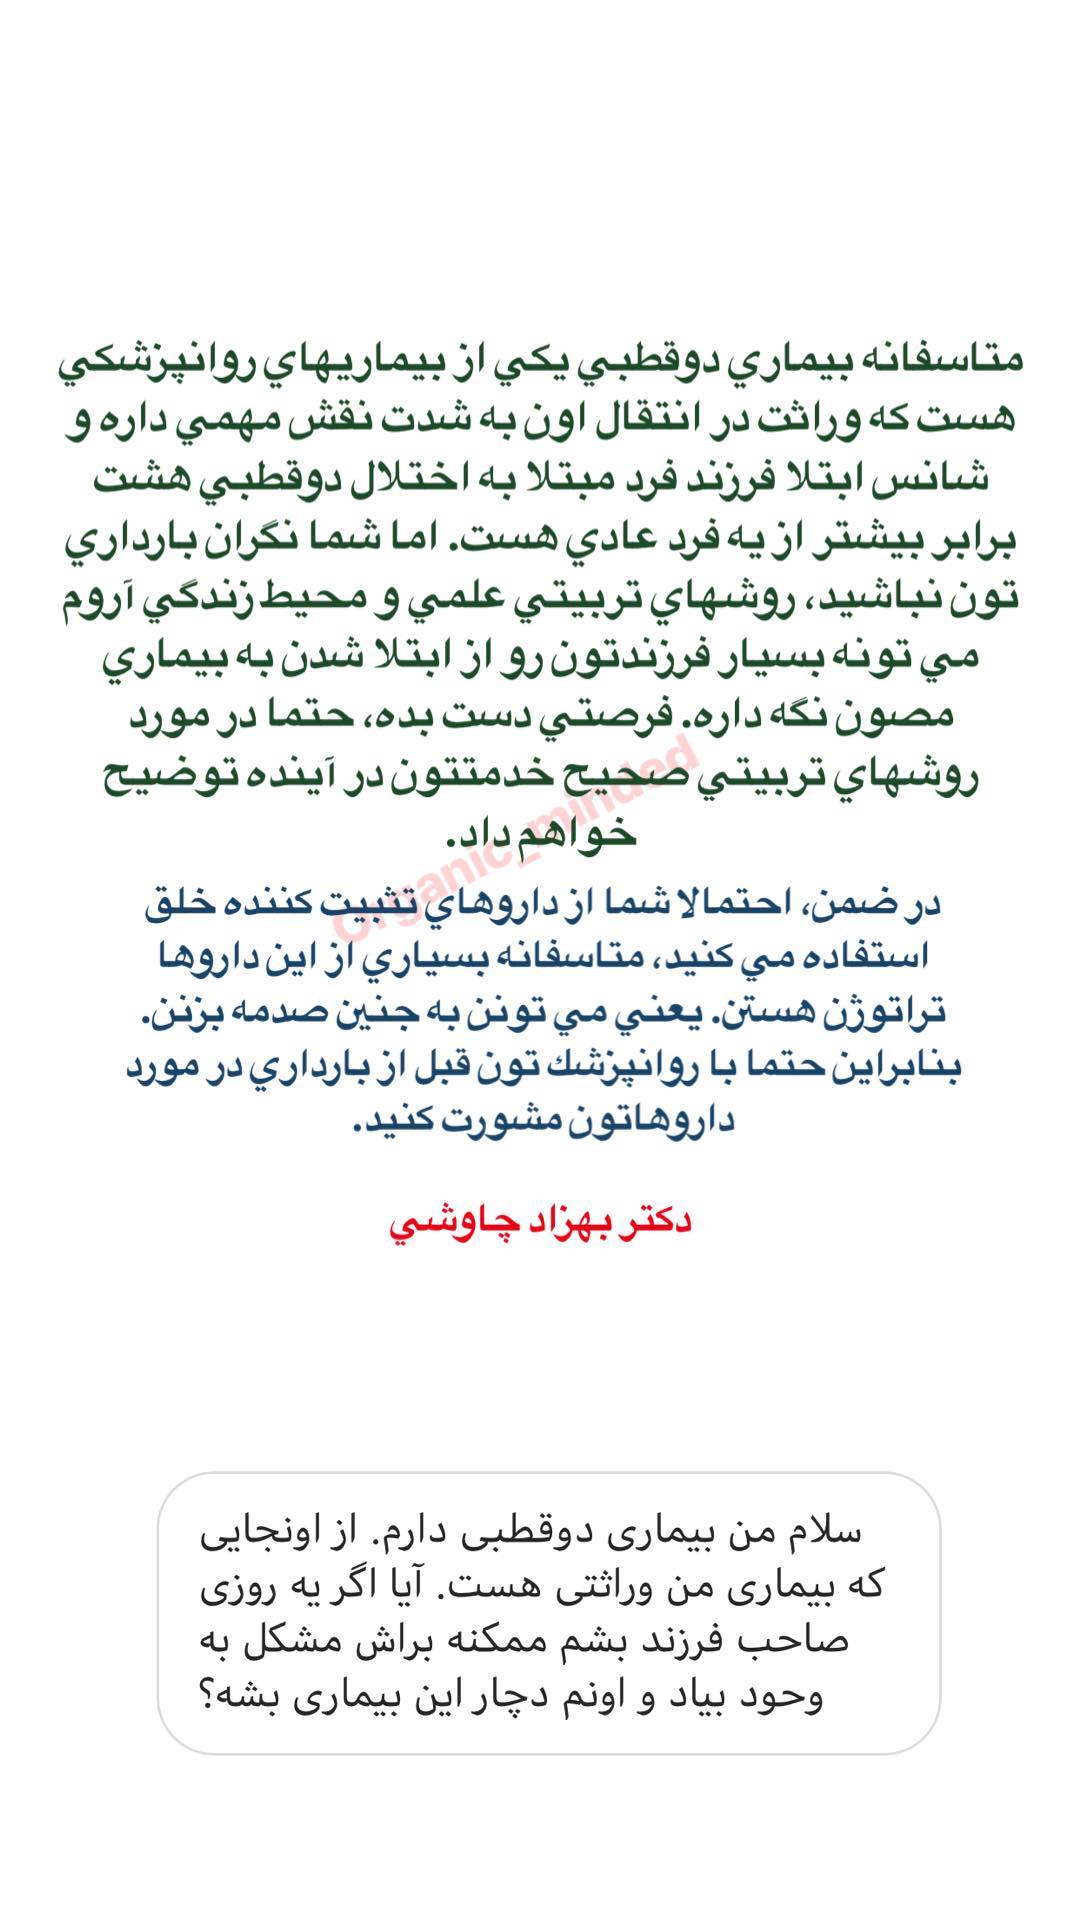 متاسفانه بيماري دوقطبي يكي از بيماريهاي روانپزشكي
هست كه وراثت در انتقال اون به شدت نقش مهمي داره و
شانس ابتلا فرزند فرد مبتلا به اختلال دوقطبي هشت
برابر بيشتر از يه فرد عادي هست. اما شما نگران بارداري
تون نباشيد، روشهاي تربيتي علمي و محيط زندگي آروم
مي تونه بسيار فرزندتون رو از ابتلا شدن به بيماري
مصون نگه داره. فرصتي دست بده، حتما در مورد
روشهاي تربيتي صحيح خدمتتون در آينده توضيح
خواهم داد.
Organic_minded
در ضمن، احتمالا شما از داروهاي تثبيت كننده خلق
استفاده مي كنيد، متاسفانه بسياري از اين داروها
تراتوژن هستن. يعني مي تونن به جنين صدمه بزنن.
بنابراين حتما با روانپزشك تون قبل از بارداري در مورد
داروهاتون مشورت كنيد.
دكتر بهزاد چاوشي
سلام من بیماری دوقطبی دارم. از اونجایی
که بیماری من وراثتی هست. آیا اگر یه روزی
صاحب فرزند بشم ممکنه براش مشکل به
وحود بیاد و اونم دچار این بیماری بشه؟